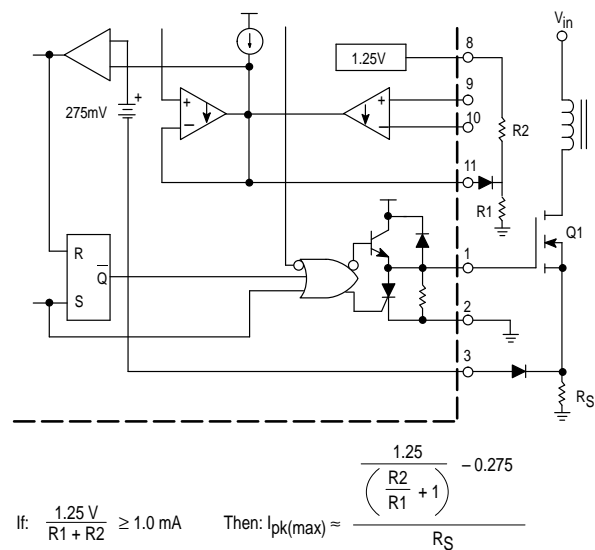 V_in
8
1.25V
9
10
275mV
+
+
−
+
−
R2
11
R1
Q1
R
Q̅
S
1
2
3
R_S
If: 1.25 V / (R1 + R2) ≥ 1.0 mA Then: I_pk(max) ≈ (1.25 / (R2/R1 + 1) − 0.275) / R_S